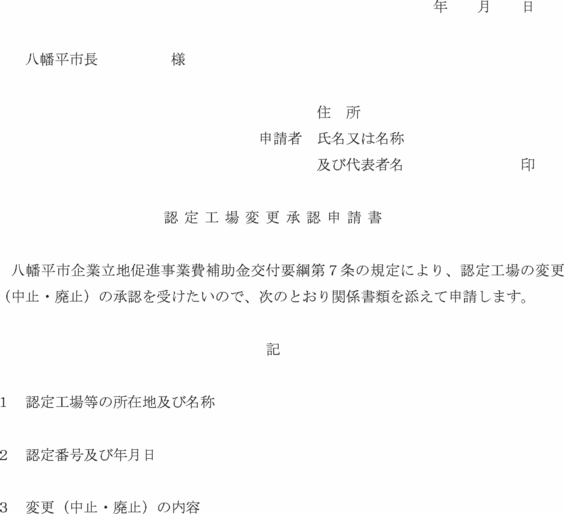 年　　月　　日
八幡平市長　　　　　様
住　所
申請者　氏名又は名称
及び代表者名　　　　　　　　印
認定工場変更承認申請書
八幡平市企業立地促進事業費補助金交付要綱第７条の規定により、認定工場の変更
（中止・廃止）の承認を受けたいので、次のとおり関係書類を添えて申請します。
記
1　認定工場等の所在地及び名称
2　認定番号及び年月日
3　変更（中止・廃止）の内容